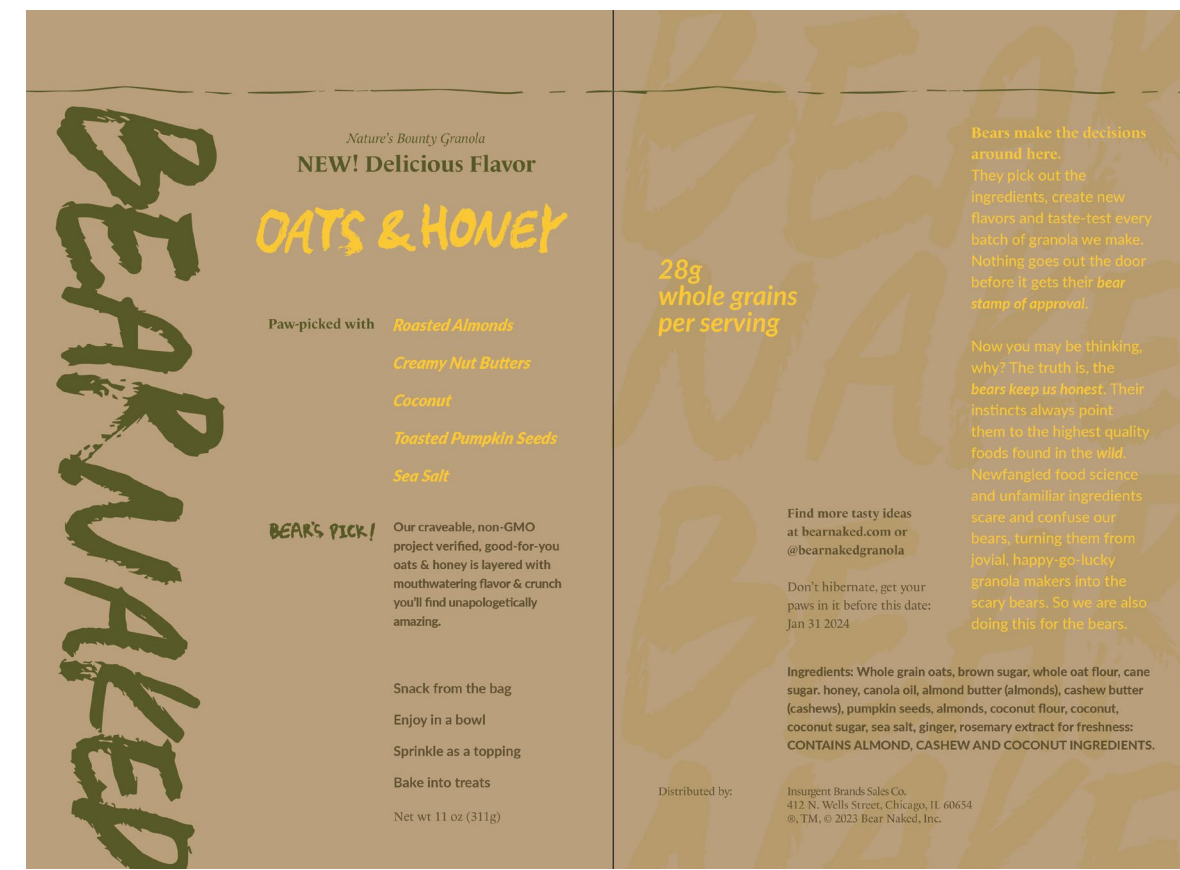 BEAR NAKED
Nature's Bounty Granola
NEW! Delicious Flavor
OATS & HONEY
Paw-picked with
Roasted Almonds
Creamy Nut Butters
Coconut
Toasted Pumpkin Seeds
Sea Salt
BEAR'S PICK!
Our craveable, non-GMO
project verified, good-for-you
oats & honey is layered with
mouthwatering flavor & crunch
you'll find unapologetically
amazing.
Snack from the bag
Enjoy in a bowl
Sprinkle as a topping
Bake into treats
Net wt 11 oz (311g)
BEAR
NAKE
BEAR
NAKE
28g
whole grains
per serving
Bears make the decisions
around here.
They pick out the
ingredients, create new
flavors and taste-test every
batch of granola we make.
Nothing goes out the door
before it gets their bear
stamp of approval.
Now you may be thinking,
why? The truth is, the
bears keep us honest. Their
instincts always point
them to the highest quality
foods found in the wild.
Newfangled food science
and unfamiliar ingredients
scare and confuse our
bears, turning them from
jovial, happy-go-lucky
granola makers into the
scary bears. So we are also
doing this for the bears.
Find more tasty ideas
at bearnaked.com or
@bearnakedgranola
Don't hibernate, get your
paws in it before this date:
Jan 31 2024
Ingredients: Whole grain oats, brown sugar, whole oat flour, cane
sugar. honey, canola oil, almond butter (almonds), cashew butter
(cashews), pumpkin seeds, almonds, coconut flour, coconut,
coconut sugar, sea salt, ginger, rosemary extract for freshness:
CONTAINS ALMOND, CASHEW AND COCONUT INGREDIENTS.
Distributed by:
Insurgent Brands Sales Co.
412 N. Wells Street, Chicago, IL 60654
®, TM, © 2023 Bear Naked, Inc.